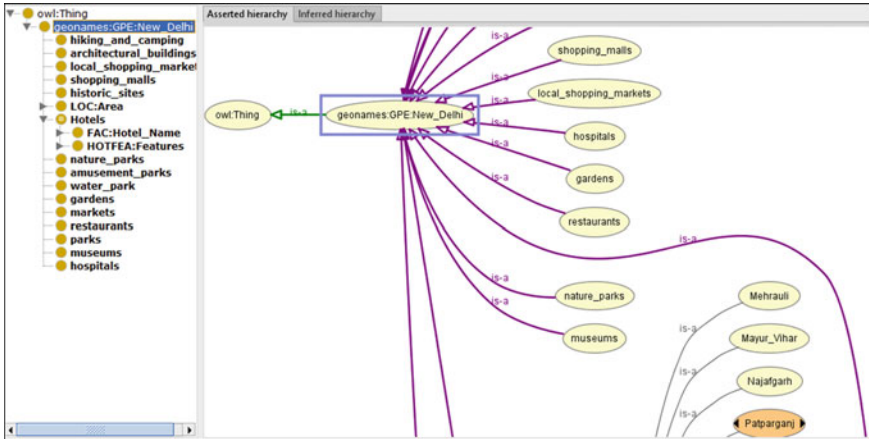 owl:Thing
geonames:GPE:New_Delhi
hiking_and_camping
architectural_buildings
local_shopping_market
shopping_malls
historic_sites
LOC:Area
Hotels
FAC:Hotel_Name
HOTFEA:Features
nature_parks
amusement_parks
water_park
gardens
markets
restaurants
parks
museums
hospitals
Asserted hierarchy Inferred hierarchy
is-a
shopping_malls
is-a
is-a
local_shopping_markets
owl:Thing
is-a
geonames:GPE:New_Delhi
is-a
hospitals
is-a
gardens
is-a
restaurants
is-a
is-a
nature_parks
Mehrauli
is-a
museums
is-a
Mayur_Vihar
is-a
Najafgarh
is-a
Patparganj